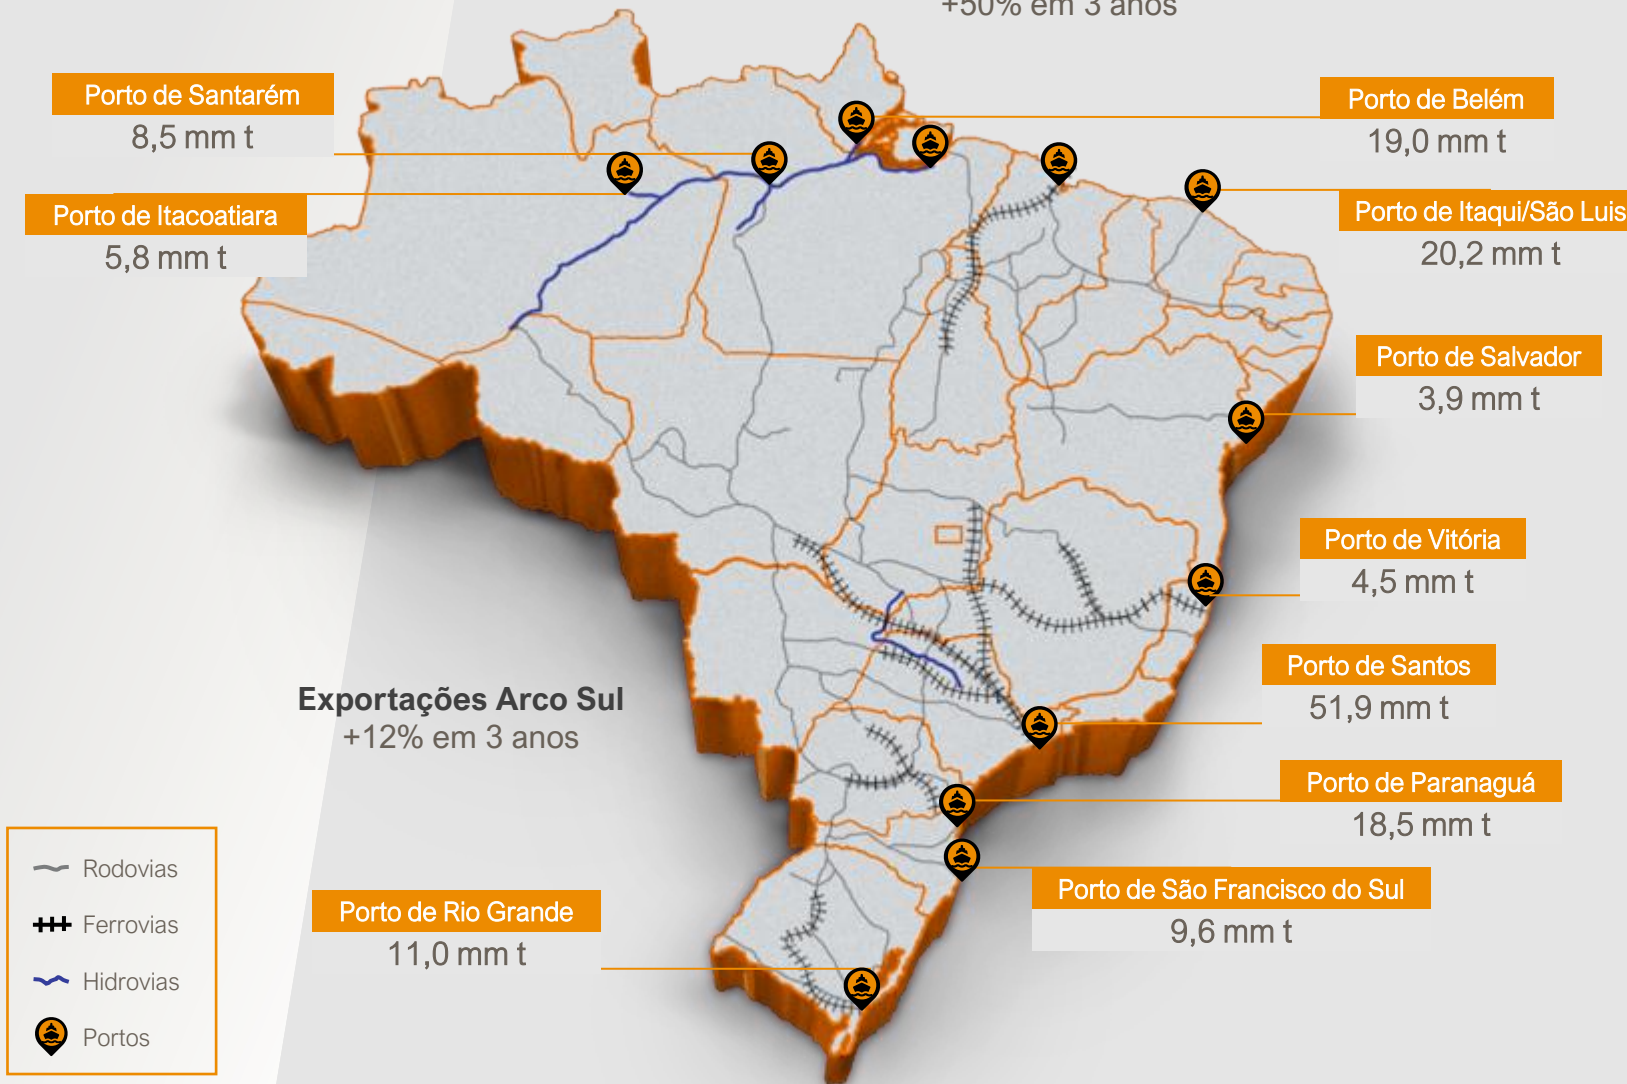 +50% em 3 anos
Porto de Santarém
8,5 mm t
Porto de Belém
19,0 mm t
Porto de Itacoatiara
5,8 mm t
Porto de Itaqui/São Luis
20,2 mm t
Porto de Salvador
3,9 mm t
Porto de Vitória
4,5 mm t
Porto de Santos
51,9 mm t
Exportações Arco Sul
+12% em 3 anos
Porto de Paranaguá
18,5 mm t
Porto de São Francisco do Sul
9,6 mm t
Porto de Rio Grande
11,0 mm t
Rodovias
Ferrovias
Hidrovias
Portos